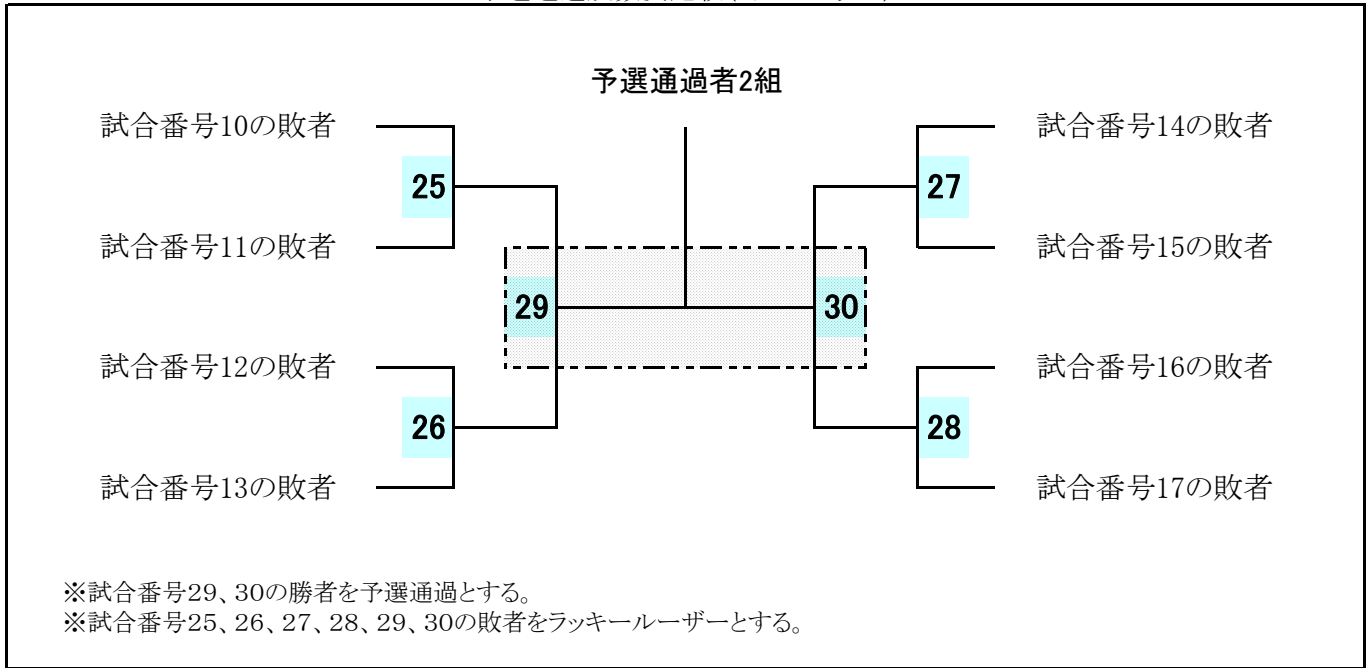 予選通過者2組
試合番号10の敗者
試合番号14の敗者
25
27
試合番号11の敗者
試合番号15の敗者
29
30
試合番号12の敗者
試合番号16の敗者
26
28
試合番号13の敗者
試合番号17の敗者
※試合番号29、30の勝者を予選通過とする。
※試合番号25、26、27、28、29、30の敗者をラッキールーザーとする。